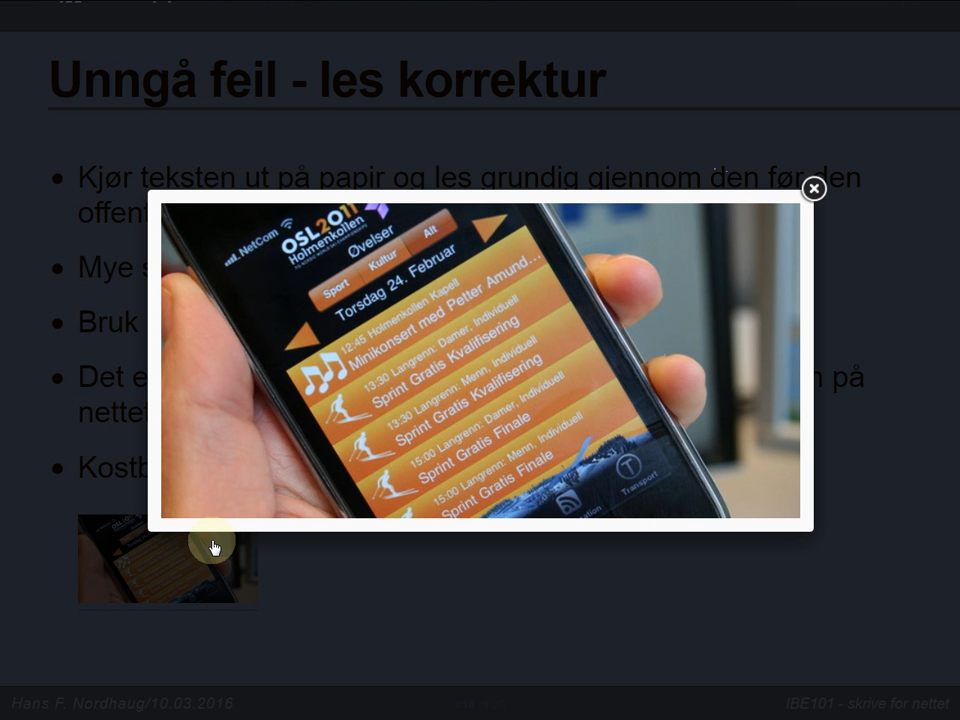 Unngå feil - les korrektur
Kjør teksten ut på papir og les grundig gjennom den før den
offent
Mye s
Bruk
Det e
n på
nettet
Kostb
NetCom
OSL2011
Holmenkollen
Øvelser
Sport Kultur Alt
Torsdag 24. Februar
12:45 Holmenkollen Kapell
Minikonsert med Petter Amund...
13:30 Langrenn: Damer, Individuell
Sprint Gratis Kvalifisering
13:30 Langrenn: Menn, Individuell
Sprint Gratis Kvalifisering
15:00 Langrenn: Damer, Individuell
Sprint Gratis Finale
15:00 Langrenn: Menn, Individuell
Sprint Gratis Finale
Transport
Hans F. Nordhaug/10.03.2016
IBE101 - skrive for nettet